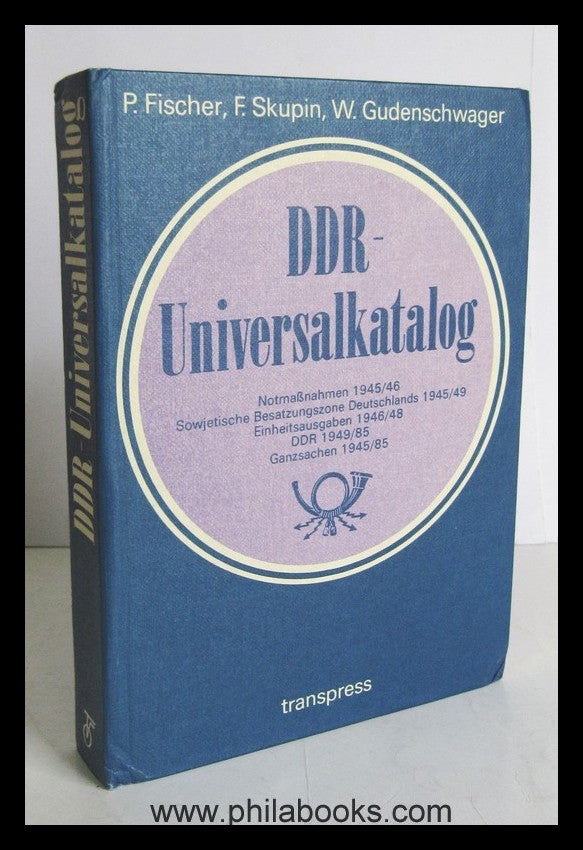 P. Fischer, F. Skupin, W. Gudenschwager
DDR-
Universalkatalog
Notmaßnahmen 1945/46
Sowjetische Besatzungszone Deutschlands 1945/49
Einheitsausgaben 1946/48
DDR 1949/85
Ganzsachen 1945/85
transpress
DDR-Universalkatalog
www.philabooks.com